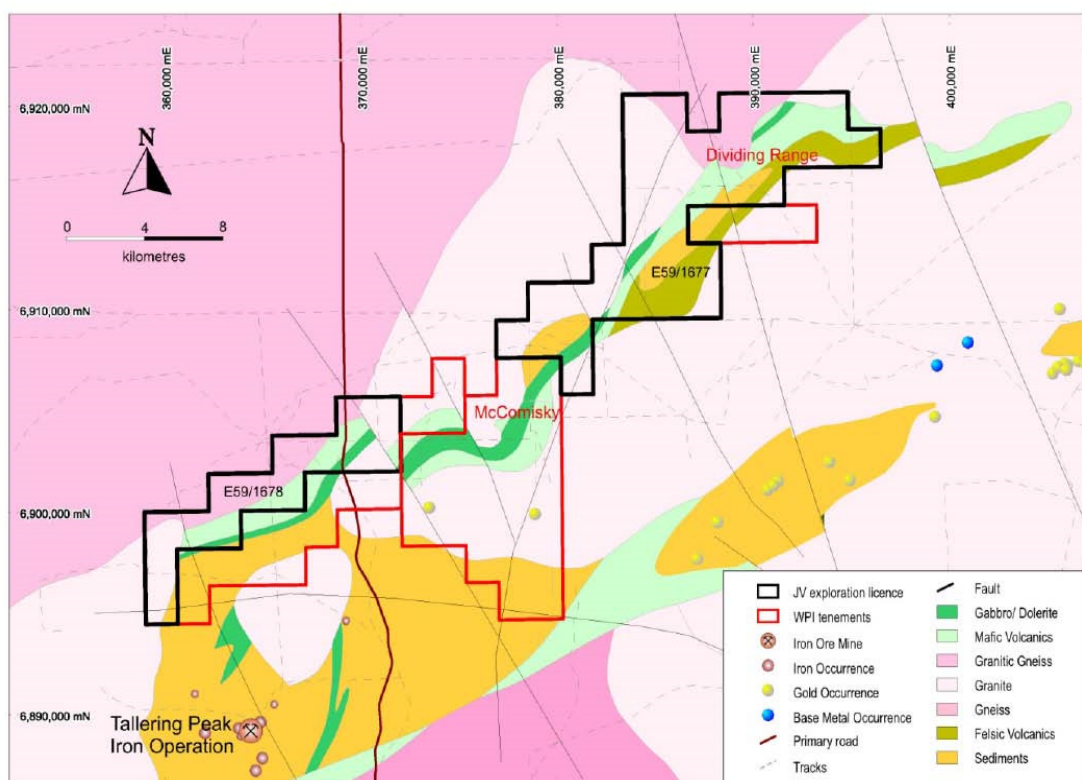 360,000 mE
370,000 mE
380,000 mE
390,000 mE
400,000 mE
6,920,000 mN
N
0 4 8
kilometres
Dividing Range
E59/1677
6,910,000 mN
McComisky
E59/1678
6,900,000 mN
6,890,000 mN
Tallering Peak
Iron Operation
JV exploration licence
WPI tenements
Iron Ore Mine
Iron Occurrence
Gold Occurrence
Base Metal Occurrence
Primary road
Tracks
Fault
Gabbro/ Dolerite
Mafic Volcanics
Granitic Gneiss
Granite
Gneiss
Felsic Volcanics
Sediments